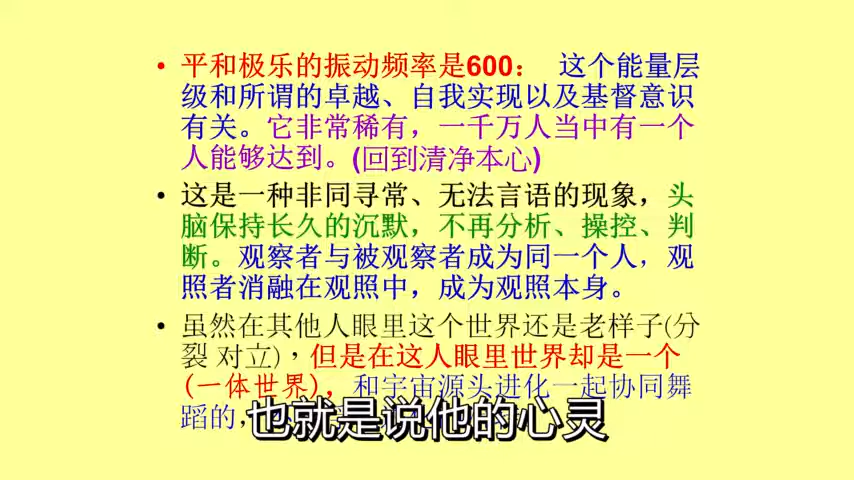 • 平和极乐的振动频率是600： 这个能量层
级和所谓的卓越、自我实现以及基督意识
有关。它非常稀有，一千万人当中有一个
人能够达到。(回到清净本心)
• 这是一种非同寻常、无法言语的现象，头
脑保持长久的沉默，不再分析、操控、判
断。观察者与被观察者成为同一个人，观
照者消融在观照中，成为观照本身。
• 虽然在其他人眼里这个世界还是老样子(分
裂 对立)，但是在这人眼里世界却是一个
(一体世界)，和宇宙源头进化一起协同舞
蹈的，
也就是说他的心灵